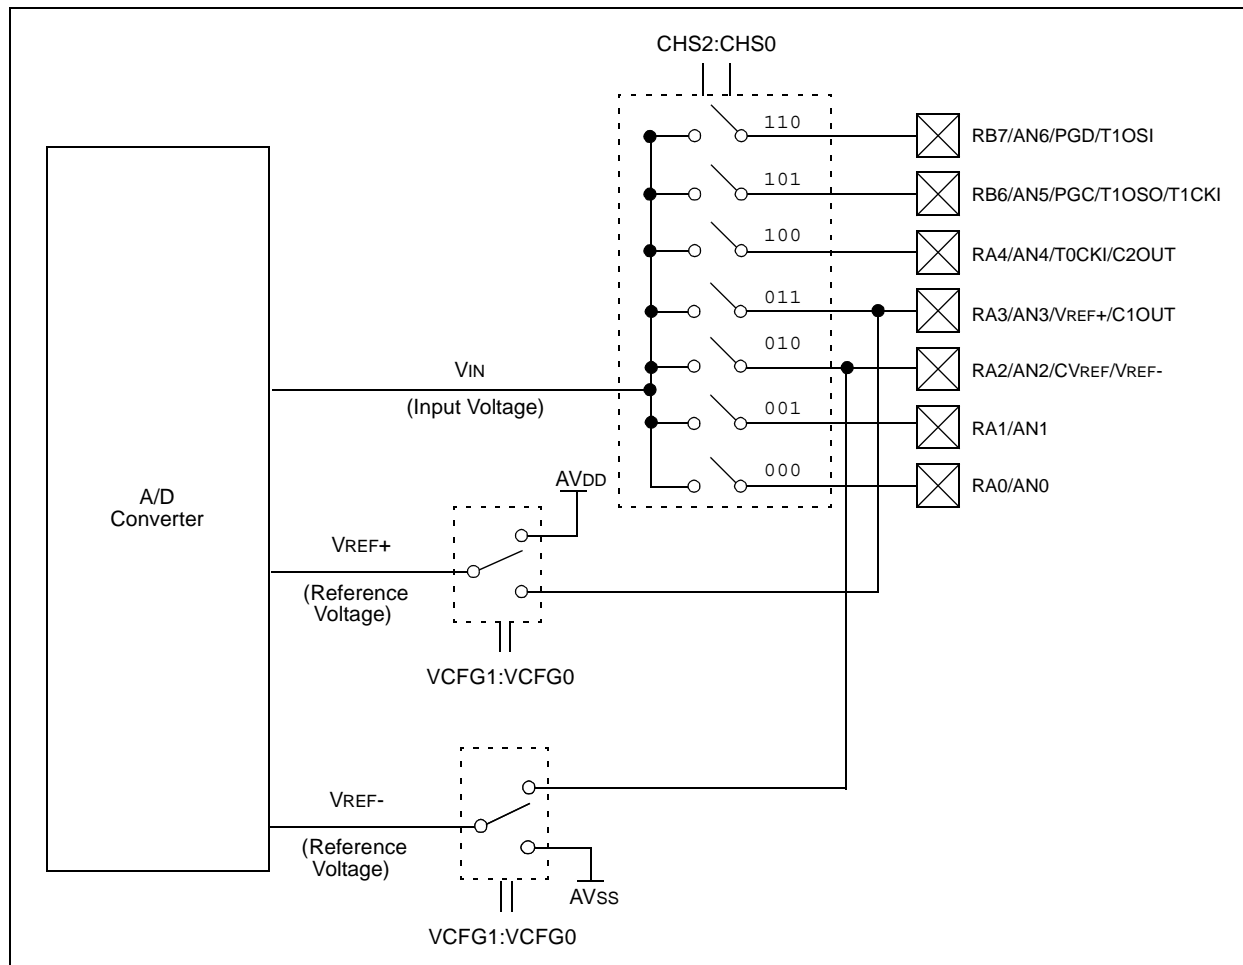 CHS2:CHS0
110
RB7/AN6/PGD/T1OSI
101
RB6/AN5/PGC/T1OSO/T1CKI
100
RA4/AN4/T0CKI/C2OUT
011
RA3/AN3/VREF+/C1OUT
010
RA2/AN2/CVREF/VREF-
VIN
(Input Voltage)
001
RA1/AN1
000
RA0/AN0
A/D
Converter
AVDD
VREF+
(Reference
Voltage)
VCFG1:VCFG0
VREF-
(Reference
Voltage)
AVSS
VCFG1:VCFG0